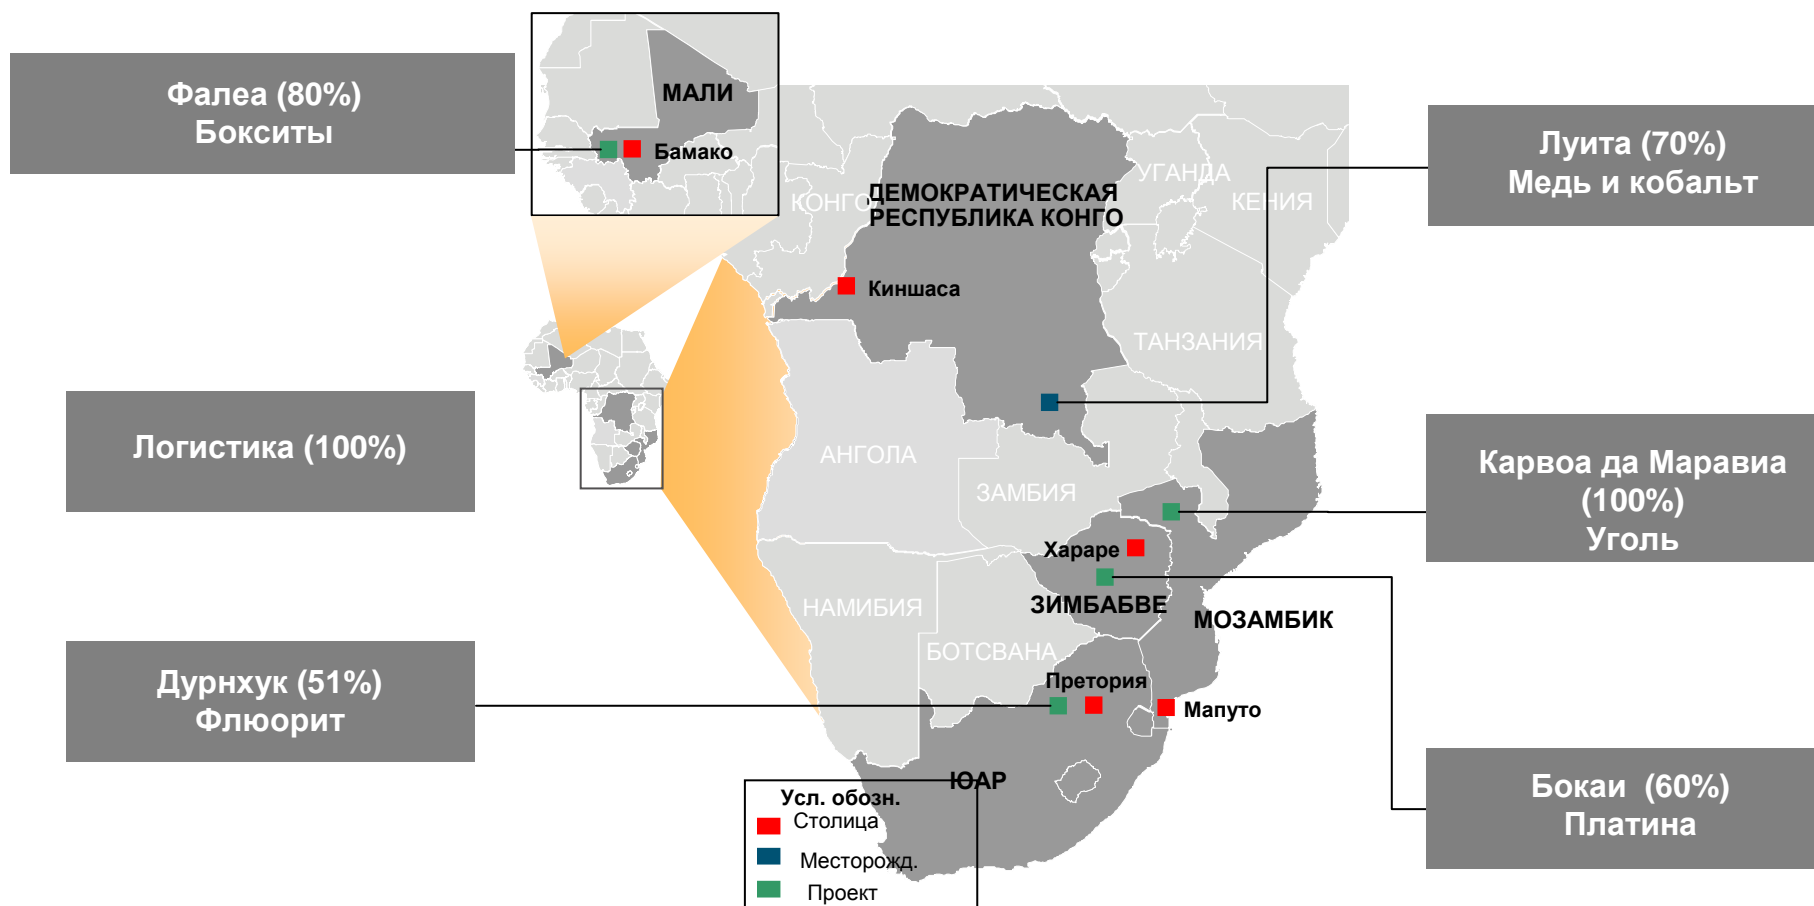 Фалеа (80%)
Бокситы
МАЛИ
Бамако
Луита (70%)
Медь и кобальт
УГАНДА
КЕНИЯ
КОНГО
ДЕМОКРАТИЧЕСКАЯ
РЕСПУБЛИКА КОНГО
Киншаса
ТАНЗАНИЯ
Логистика (100%)
АНГОЛА
ЗАМБИЯ
Карвоа да Маравиа
(100%)
Уголь
Хараре
ЗИМБАБВЕ
НАМИБИЯ
МОЗАМБИК
БОТСВАНА
Дурнхук (51%)
Флюорит
Претория
Мапуто
ЮАР
Бокаи (60%)
Платина
Усл. обозн.
Столица
Месторожд.
Проект